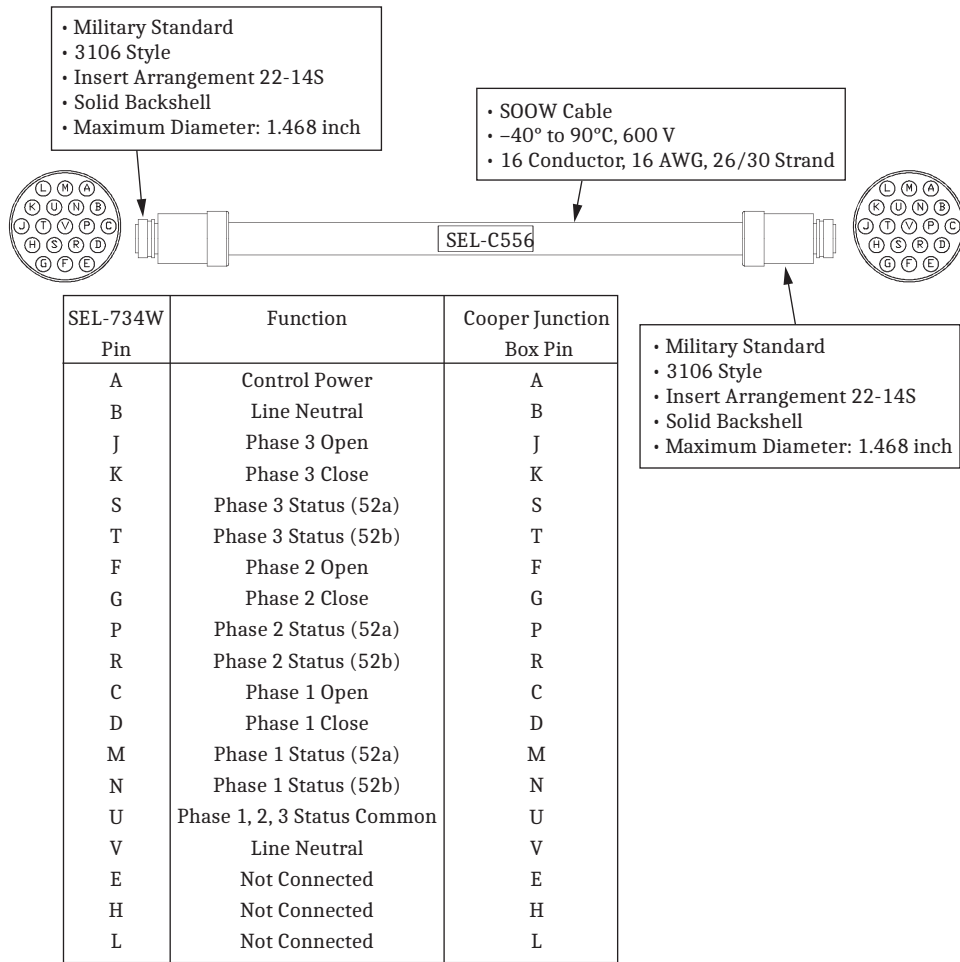 • Military Standard
• 3106 Style
• Insert Arrangement 22-14S
• Solid Backshell
• Maximum Diameter: 1.468 inch
• SOOW Cable
• –40° to 90°C, 600 V
• 16 Conductor, 16 AWG, 26/30 Strand
L M A
K U N B
J T V P C
H S R D
G F E
SEL-C556
L M A
K U N B
J T V P C
H S R D
G F E
SEL-734W Pin Function Cooper Junction Box Pin
A Control Power A
B Line Neutral B
J Phase 3 Open J
K Phase 3 Close K
S Phase 3 Status (52a) S
T Phase 3 Status (52b) T
F Phase 2 Open F
G Phase 2 Close G
P Phase 2 Status (52a) P
R Phase 2 Status (52b) R
C Phase 1 Open C
D Phase 1 Close D
M Phase 1 Status (52a) M
N Phase 1 Status (52b) N
U Phase 1, 2, 3 Status Common U
V Line Neutral V
E Not Connected E
H Not Connected H
L Not Connected L
• Military Standard
• 3106 Style
• Insert Arrangement 22-14S
• Solid Backshell
• Maximum Diameter: 1.468 inch